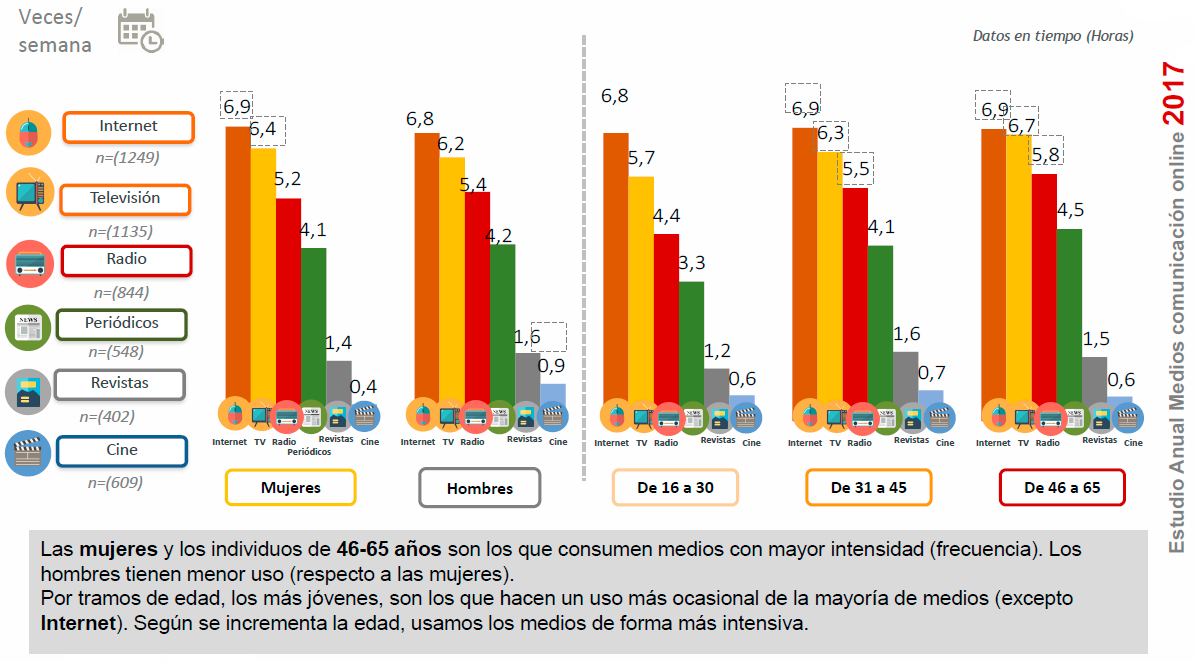 Veces/
semana
Datos en tiempo (Horas)
Estudio Anual Medios comunicación online 2017
Internet
n=(1249)
Televisión
n=(1135)
Radio
n=(844)
Periódicos
n=(548)
Revistas
n=(402)
Cine
n=(609)
6,9
6,4
5,2
4,1
1,4
0,4
Internet TV Radio Periódicos Revistas Cine
Mujeres
6,8
6,2
5,4
4,2
1,6
0,9
Internet TV Radio Revistas Cine
Hombres
6,8
5,7
4,4
3,3
1,2
0,6
Internet TV Radio Revistas Cine
De 16 a 30
6,9
6,3
5,5
4,1
1,6
0,7
Internet TV Radio Revistas Cine
De 31 a 45
6,9
6,7
5,8
4,5
1,5
0,6
Internet TV Radio Revistas Cine
De 46 a 65
NEWS
NEWS
NEWS
NEWS
NEWS
NEWS
Las mujeres y los individuos de 46-65 años son los que consumen medios con mayor intensidad (frecuencia). Los
hombres tienen menor uso (respecto a las mujeres).
Por tramos de edad, los más jóvenes, son los que hacen un uso más ocasional de la mayoría de medios (excepto
Internet). Según se incrementa la edad, usamos los medios de forma más intensiva.